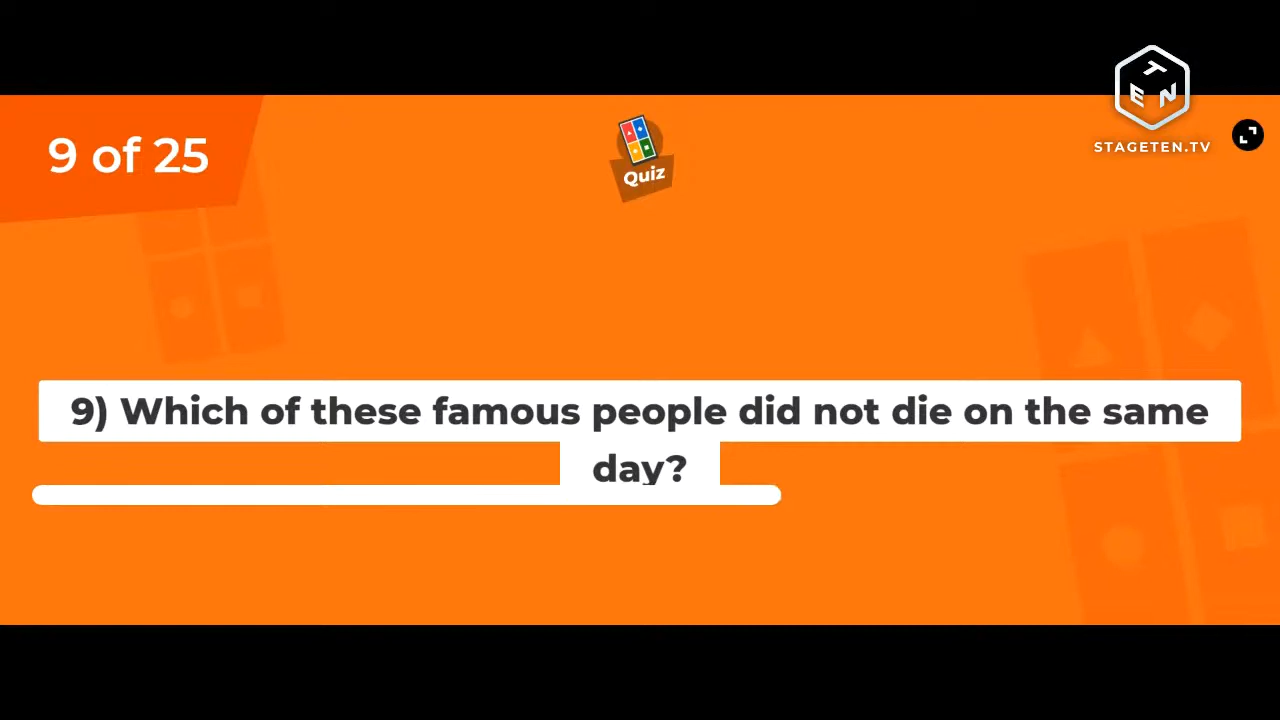 TEN
STAGETEN.TV
9 of 25
Quiz
9) Which of these famous people did not die on the same
day?